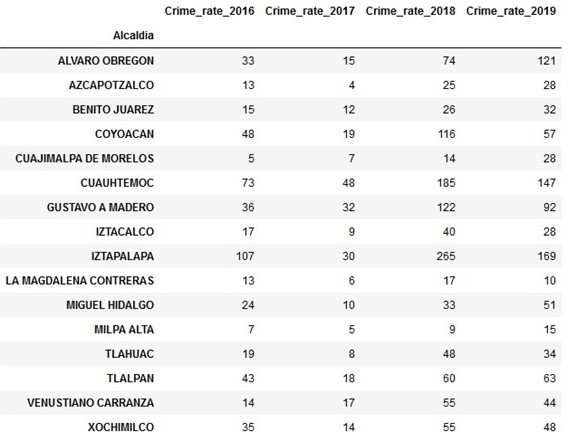 Crime_rate_2016 Crime_rate_2017 Crime_rate_2018 Crime_rate_2019
Alcaldia
ALVARO OBREGON 33 15 74 121
AZCAPOTZALCO 13 4 25 28
BENITO JUAREZ 15 12 26 32
COYOACAN 48 19 116 57
CUAJIMALPA DE MORELOS 5 7 14 28
CUAUHTEMOC 73 48 185 147
GUSTAVO A MADERO 36 32 122 92
IZTACALCO 17 9 40 28
IZTAPALAPA 107 30 265 169
LA MAGDALENA CONTRERAS 13 6 17 10
MIGUEL HIDALGO 24 10 33 51
MILPA ALTA 7 5 9 15
TLAHUAC 19 8 48 34
TLALPAN 43 18 60 63
VENUSTIANO CARRANZA 14 17 55 44
XOCHIMILCO 35 14 55 48